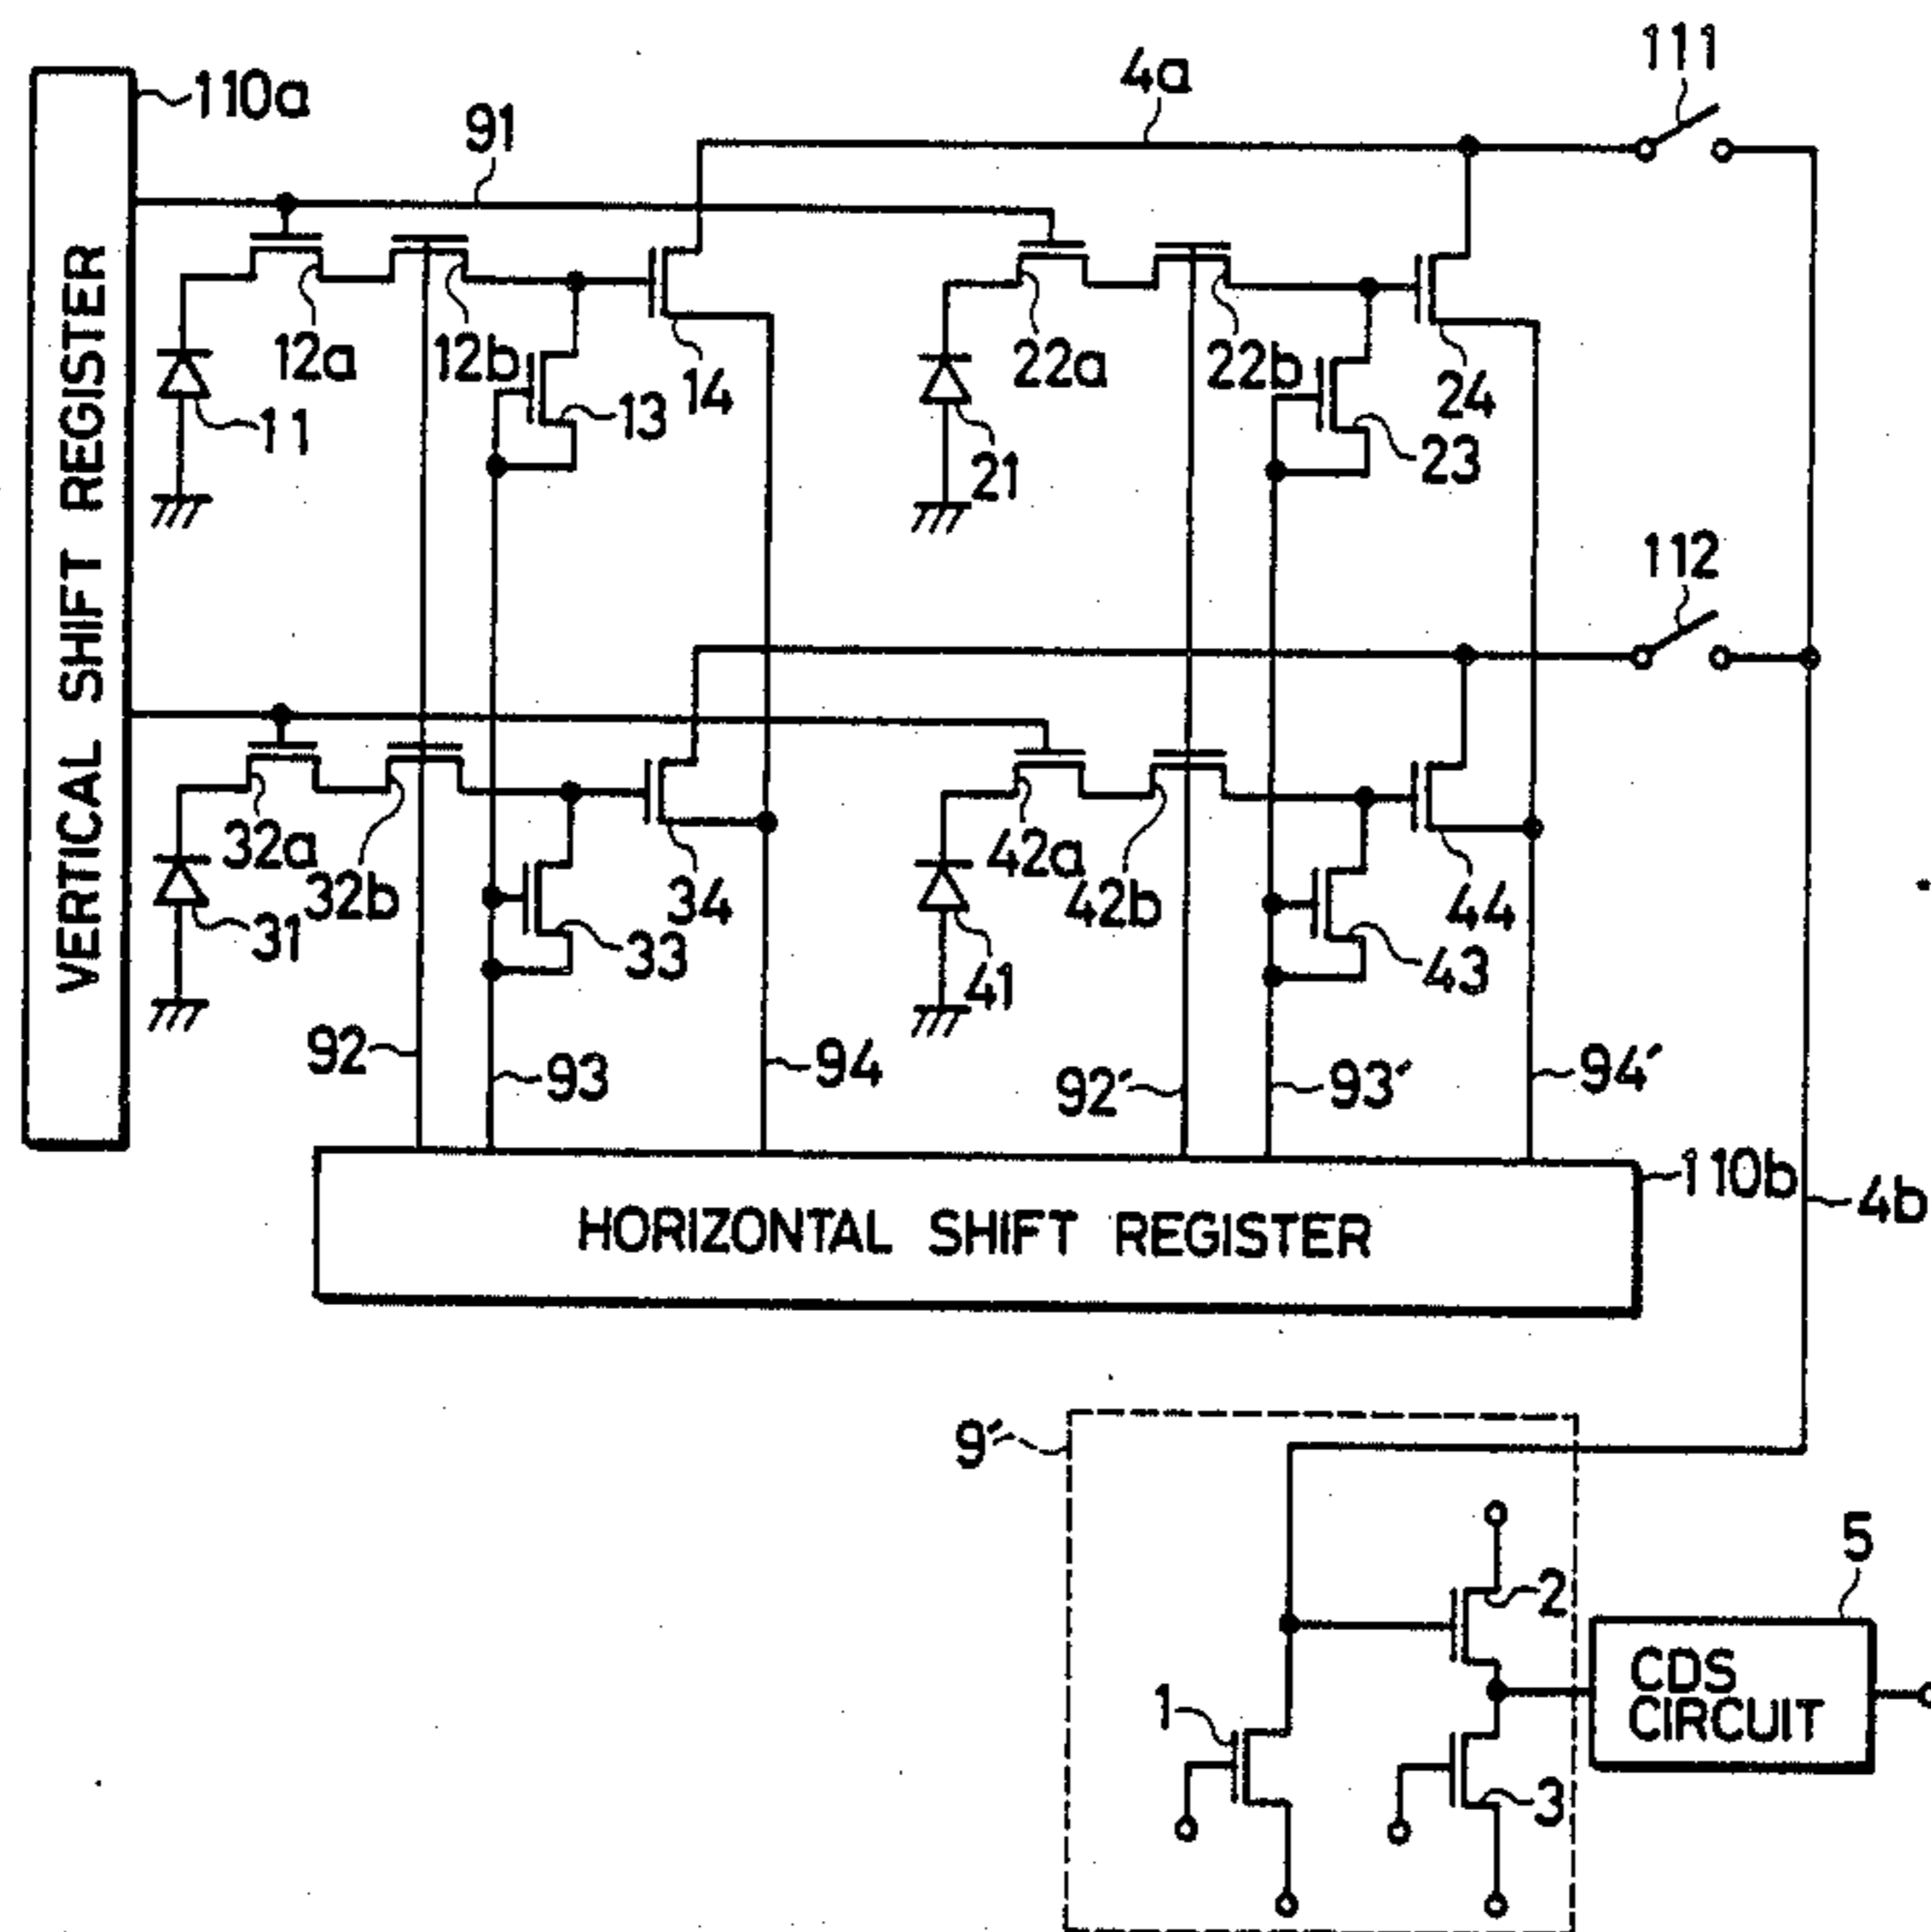 111
4a
110a
91
VERTICAL SHIFT REGISTER
12a
12b
14
22a
22b
24
11
13
21
23
112
32a
32b
34
42a
42b
44
31
33
41
43
92
93
94
92′
93′
94′
110b
4b
HORIZONTAL SHIFT REGISTER
9′
5
2
CDS
CIRCUIT
1
3